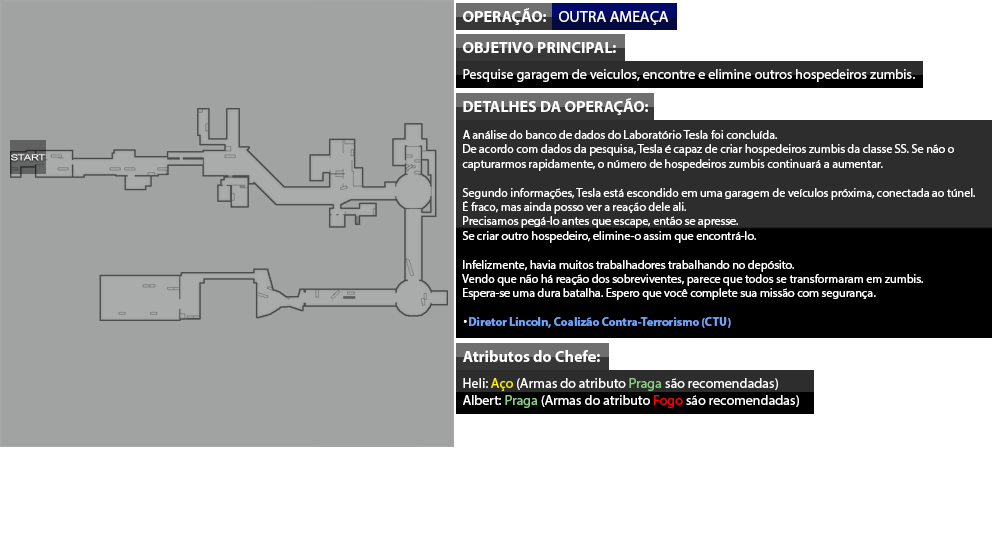 START
OPERAÇÃO: OUTRA AMEAÇA
OBJETIVO PRINCIPAL:
Pesquise garagem de veiculos, encontre e elimine outros hospedeiros zumbis.
DETALHES DA OPERAÇÃO:
A análise do banco de dados do Laboratório Tesla foi concluída.
De acordo com dados da pesquisa, Tesla é capaz de criar hospedeiros zumbis da classe SS. Se não o
capturarmos rapidamente, o número de hospedeiros zumbis continuará a aumentar.
Segundo informações, Tesla está escondido em uma garagem de veículos próxima, conectada ao túnel.
É fraco, mas ainda posso ver a reação dele ali.
Precisamos pegá-lo antes que escape, então se apresse.
Se criar outro hospedeiro, elimine-o assim que encontrá-lo.
Infelizmente, havia muitos trabalhadores trabalhando no depósito.
Vendo que não há reação dos sobreviventes, parece que todos se transformaram em zumbis.
Espera-se uma dura batalha. Espero que você complete sua missão com segurança.
•Diretor Lincoln, Coalizão Contra-Terrorismo (CTU)
Atributos do Chefe:
Heli: Aço (Armas do atributo Praga são recomendadas)
Albert: Praga (Armas do atributo Fogo são recomendadas)